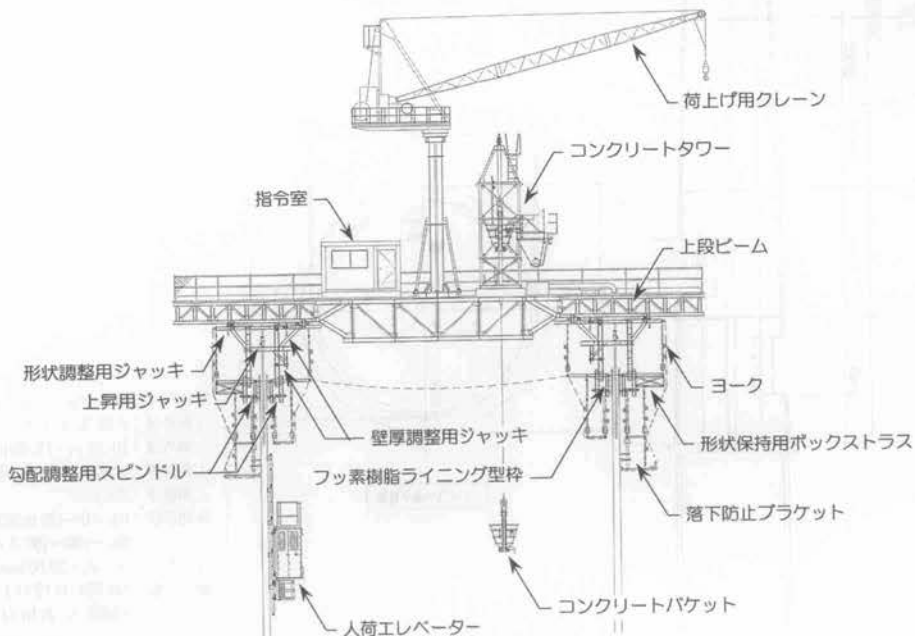 荷上げ用クレーン
コンクリートタワー
指令室
上段ビーム
形状調整用ジャッキ
上昇用ジャッキ
ヨーク
壁厚調整用ジャッキ
形状保持用ボックストラス
勾配調整用スピンドル
フッ素樹脂ライニング型枠
落下防止ブラケット
コンクリートバケット
人荷エレベーター